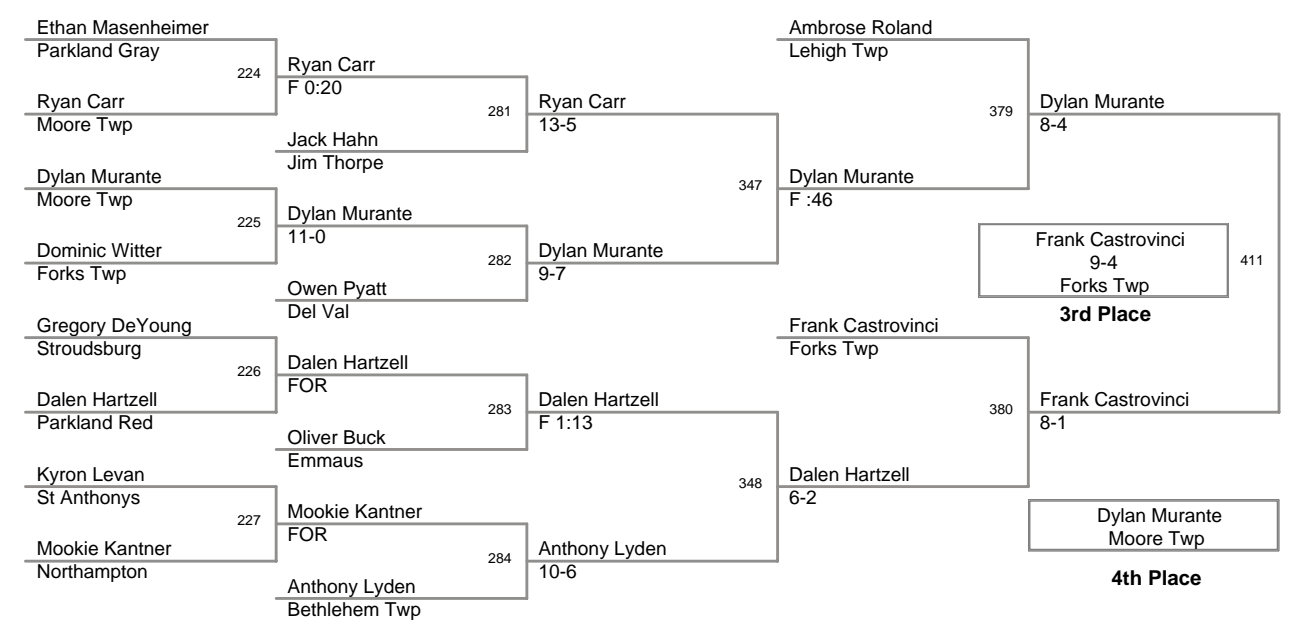 Ethan Masenheimer
Parkland Gray
224
Ryan Carr
Moore Twp
Dylan Murante
Moore Twp
225
Dominic Witter
Forks Twp
Gregory DeYoung
Stroudsburg
226
Dalen Hartzell
Parkland Red
Kyron Levan
St Anthonys
227
Mookie Kantner
Northampton
Ryan Carr
F 0:20
281
Jack Hahn
Jim Thorpe
Dylan Murante
11-0
282
Owen Pyatt
Del Val
Dalen Hartzell
FOR
283
Oliver Buck
Emmaus
Mookie Kantner
FOR
284
Anthony Lyden
Bethlehem Twp
Ryan Carr
13-5
347
Dylan Murante
9-7
Dalen Hartzell
F 1:13
348
Anthony Lyden
10-6
Ambrose Roland
Lehigh Twp
379
Dylan Murante
F :46
Frank Castrovinci
Forks Twp
380
Dalen Hartzell
6-2
Dylan Murante
8-4
Frank Castrovinci
9-4
Forks Twp
411
3rd Place
Frank Castrovinci
8-1
Dylan Murante
Moore Twp
4th Place